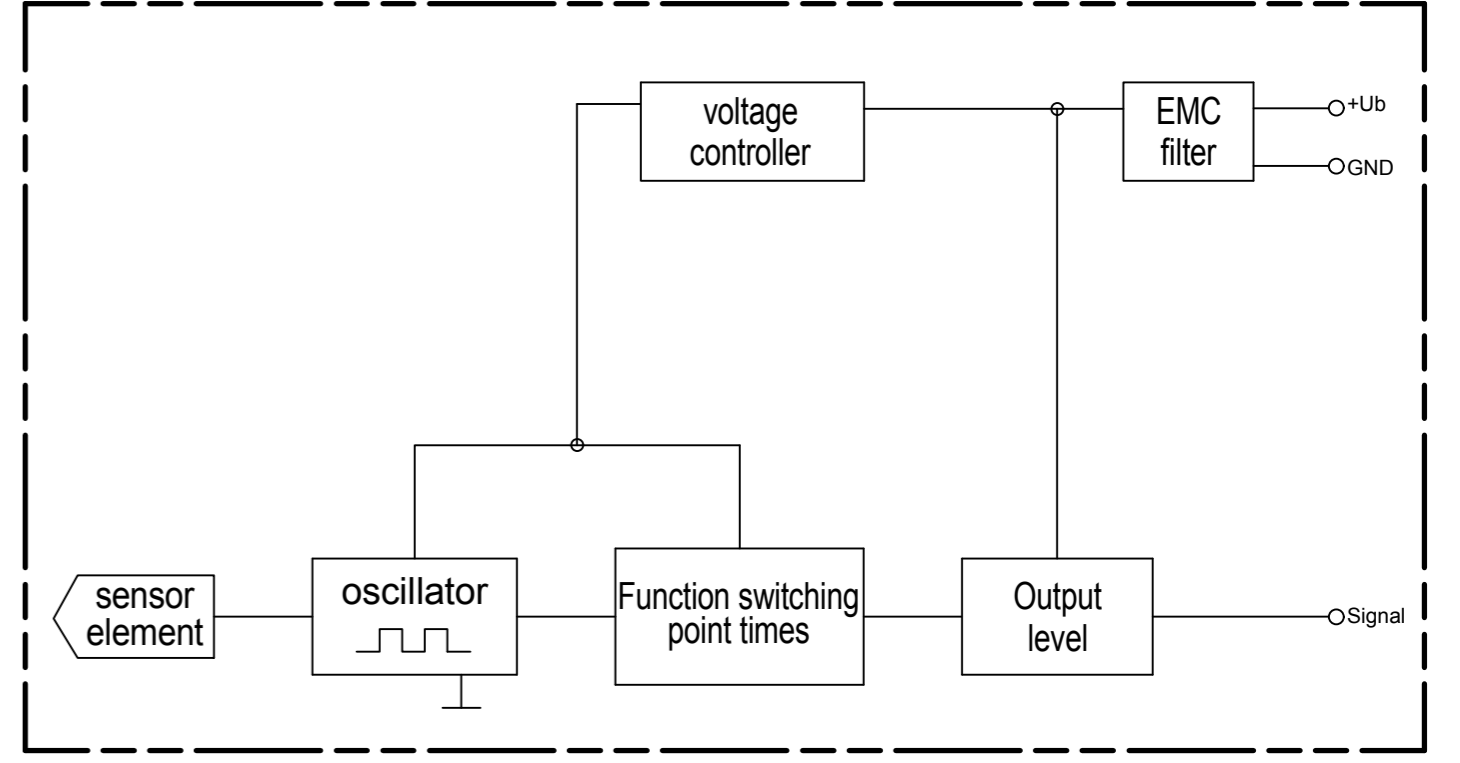 voltage
controller
EMC
filter
+Ub
GND
sensor
element
oscillator
Function switching
point times
Output
level
Signal